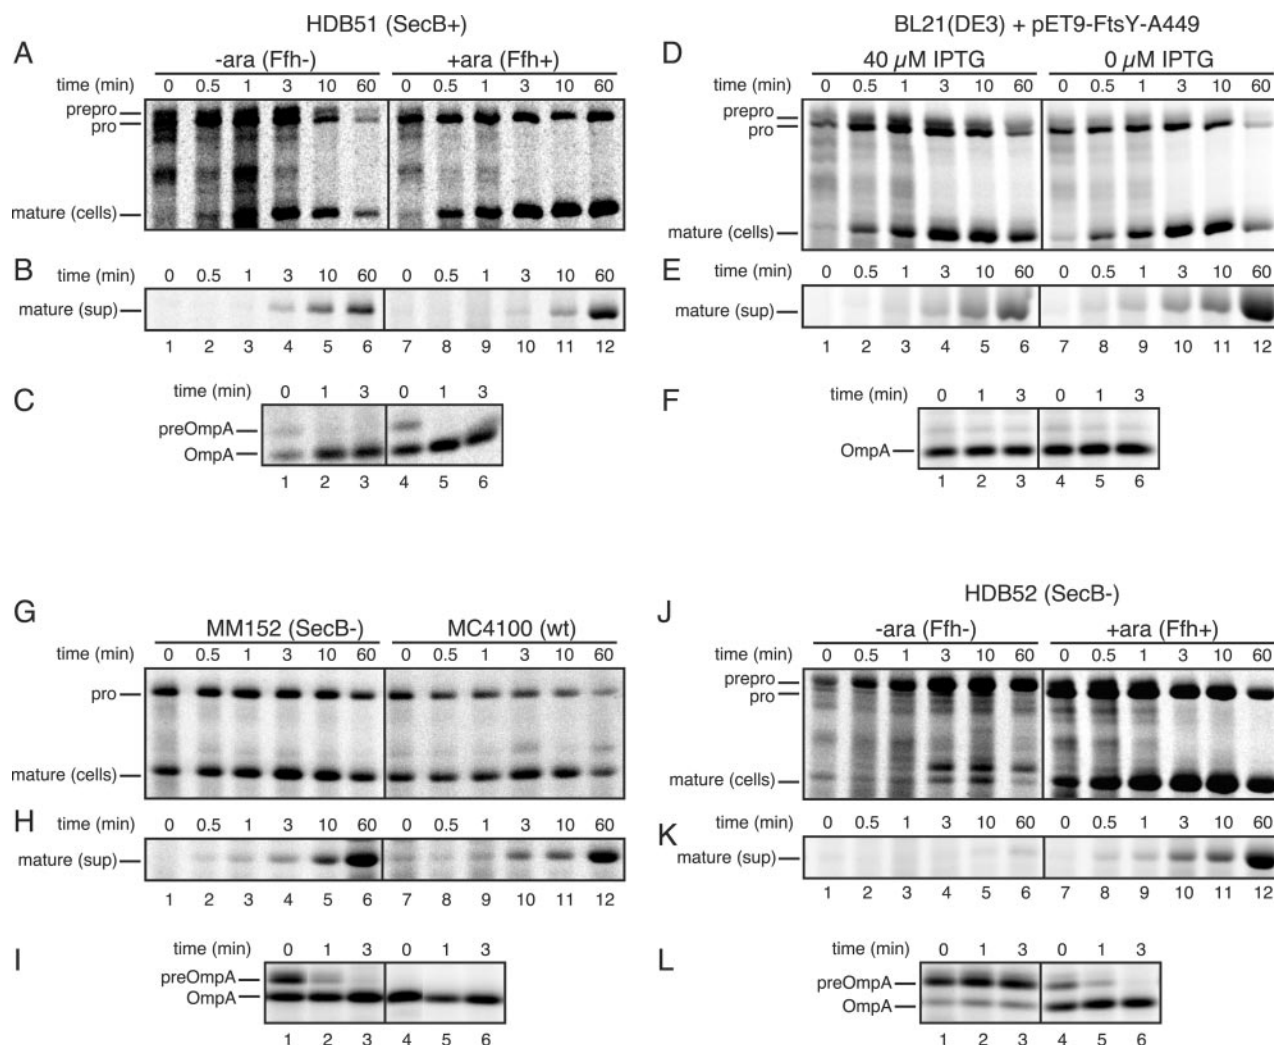 HDB51 (SecB+)
A
-ara (Ffh-) +ara (Ffh+)
time (min) 0 0.5 1 3 10 60 0 0.5 1 3 10 60
prepro
pro
mature (cells)
B
time (min) 0 0.5 1 3 10 60 0 0.5 1 3 10 60
mature (sup)
1 2 3 4 5 6 7 8 9 10 11 12
C
time (min) 0 1 3 0 1 3
preOmpA
OmpA
1 2 3 4 5 6
BL21(DE3) + pET9-FtsY-A449
D
40 µM IPTG 0 µM IPTG
time (min) 0 0.5 1 3 10 60 0 0.5 1 3 10 60
prepro
pro
mature (cells)
E
time (min) 0 0.5 1 3 10 60 0 0.5 1 3 10 60
mature (sup)
1 2 3 4 5 6 7 8 9 10 11 12
F
time (min) 0 1 3 0 1 3
OmpA
1 2 3 4 5 6
G
MM152 (SecB-) MC4100 (wt)
time (min) 0 0.5 1 3 10 60 0 0.5 1 3 10 60
pro
mature (cells)
H
time (min) 0 0.5 1 3 10 60 0 0.5 1 3 10 60
mature (sup)
1 2 3 4 5 6 7 8 9 10 11 12
I
time (min) 0 1 3 0 1 3
preOmpA
OmpA
1 2 3 4 5 6
HDB52 (SecB-)
J
-ara (Ffh-) +ara (Ffh+)
time (min) 0 0.5 1 3 10 60 0 0.5 1 3 10 60
prepro
pro
mature (cells)
K
time (min) 0 0.5 1 3 10 60 0 0.5 1 3 10 60
mature (sup)
1 2 3 4 5 6 7 8 9 10 11 12
L
time (min) 0 1 3 0 1 3
preOmpA
OmpA
1 2 3 4 5 6